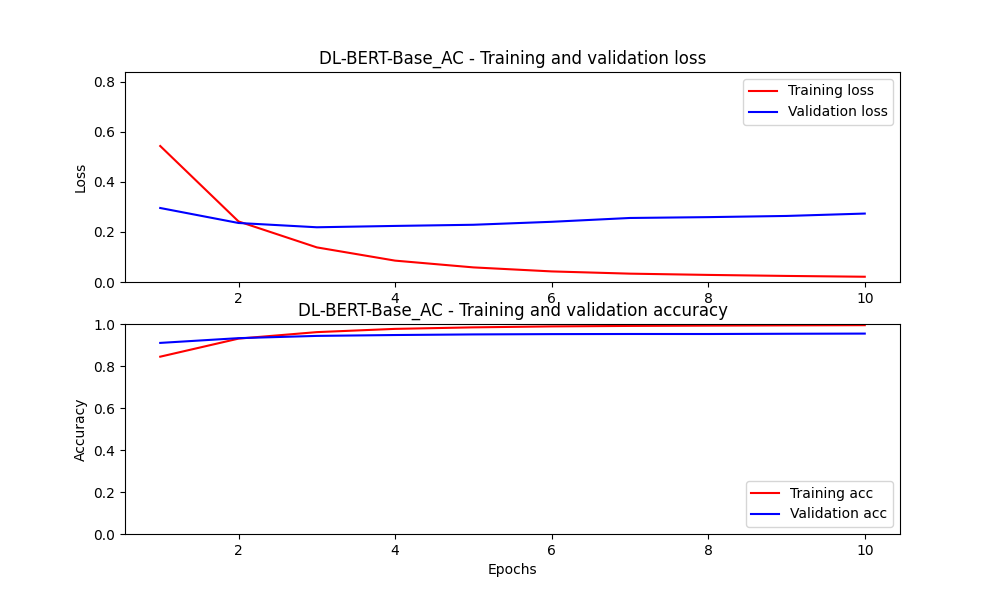 DL-BERT-Base_AC - Training and validation loss
0.8
0.6
0.4
0.2
0.0
Loss
Training loss
Validation loss
2 4 6 8 10
DL-BERT-Base_AC - Training and validation accuracy
1.0
0.8
0.6
0.4
0.2
0.0
Accuracy
Training acc
Validation acc
2 4 6 8 10
Epochs